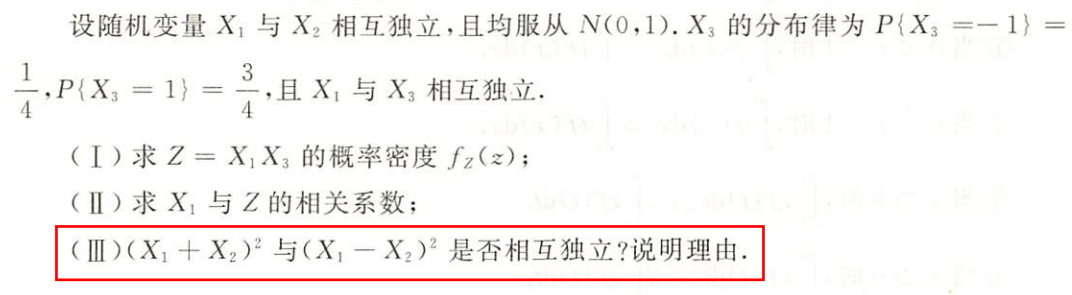 设随机变量 X₁ 与 X₂ 相互独立,且均服从 N(0,1). X₃ 的分布律为 P{X₃ =− 1} =
1/4, P{X₃ = 1} = 3/4, 且 X₁ 与 X₃ 相互独立.
(Ⅰ)求 Z = X₁X₃ 的概率密度 f_Z(z);
(Ⅱ)求 X₁ 与 Z 的相关系数;
(Ⅲ)(X₁ + X₂)² 与(X₁ − X₂)² 是否相互独立?说明理由.